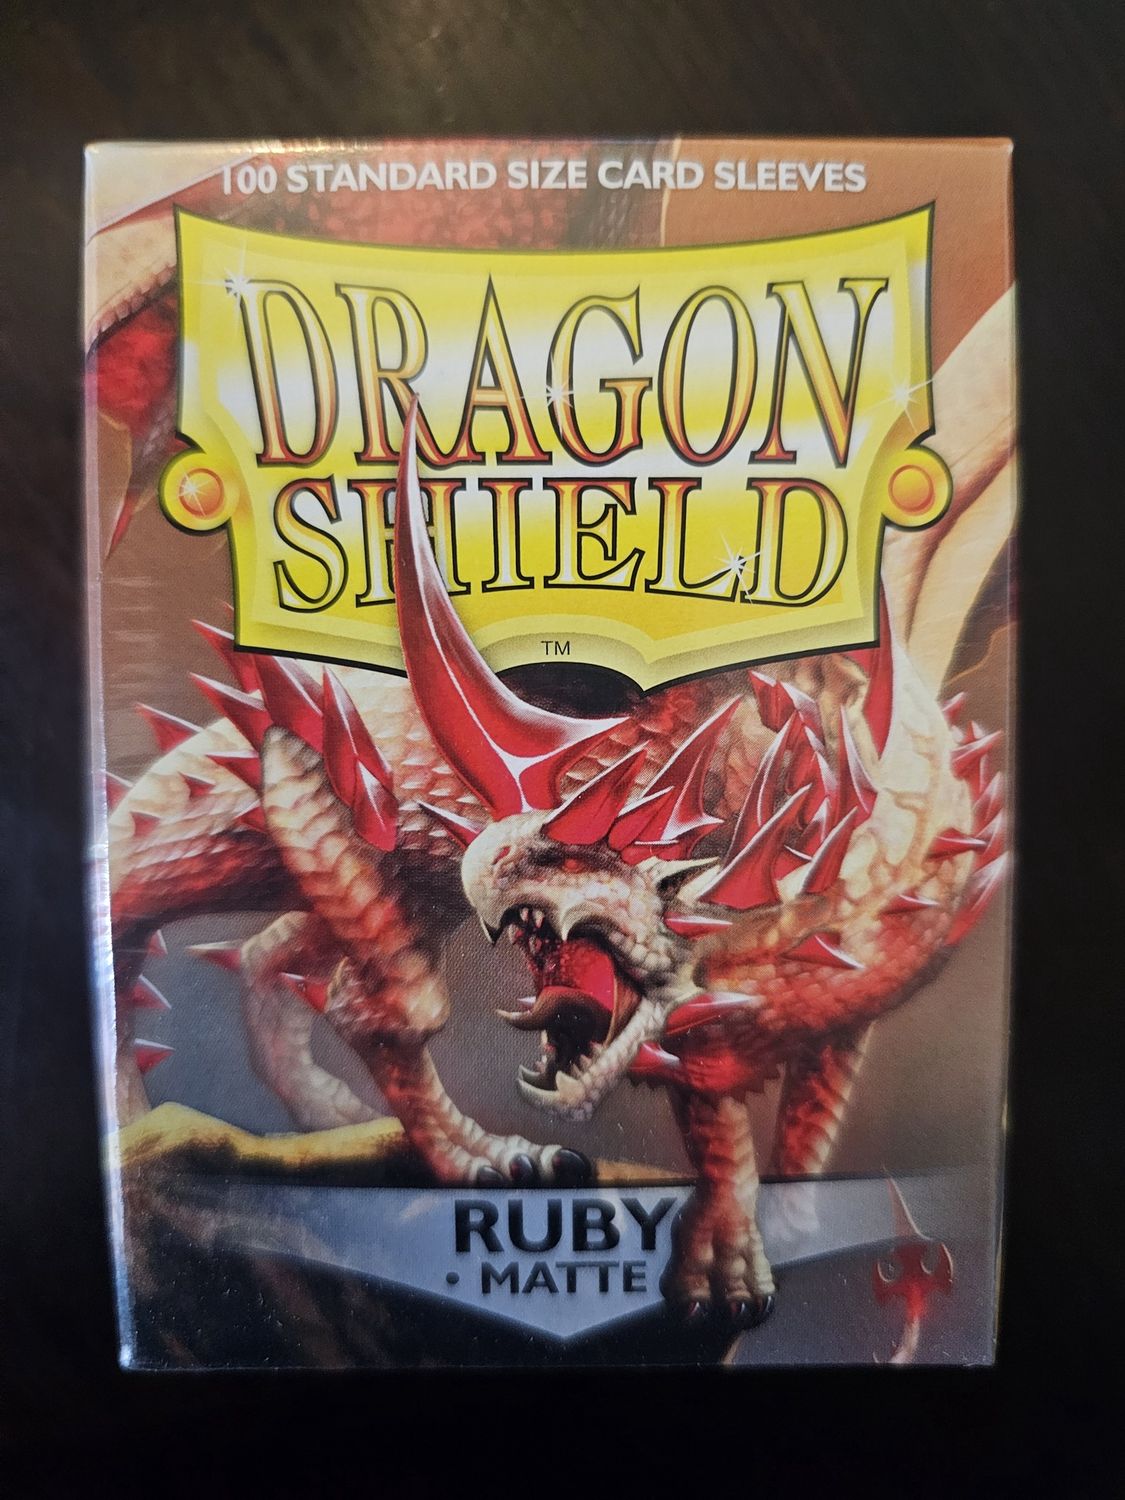 100 STANDARD SIZE CARD SLEEVES
DRAGON
SHIELD
TM
RUBY
• MATTE